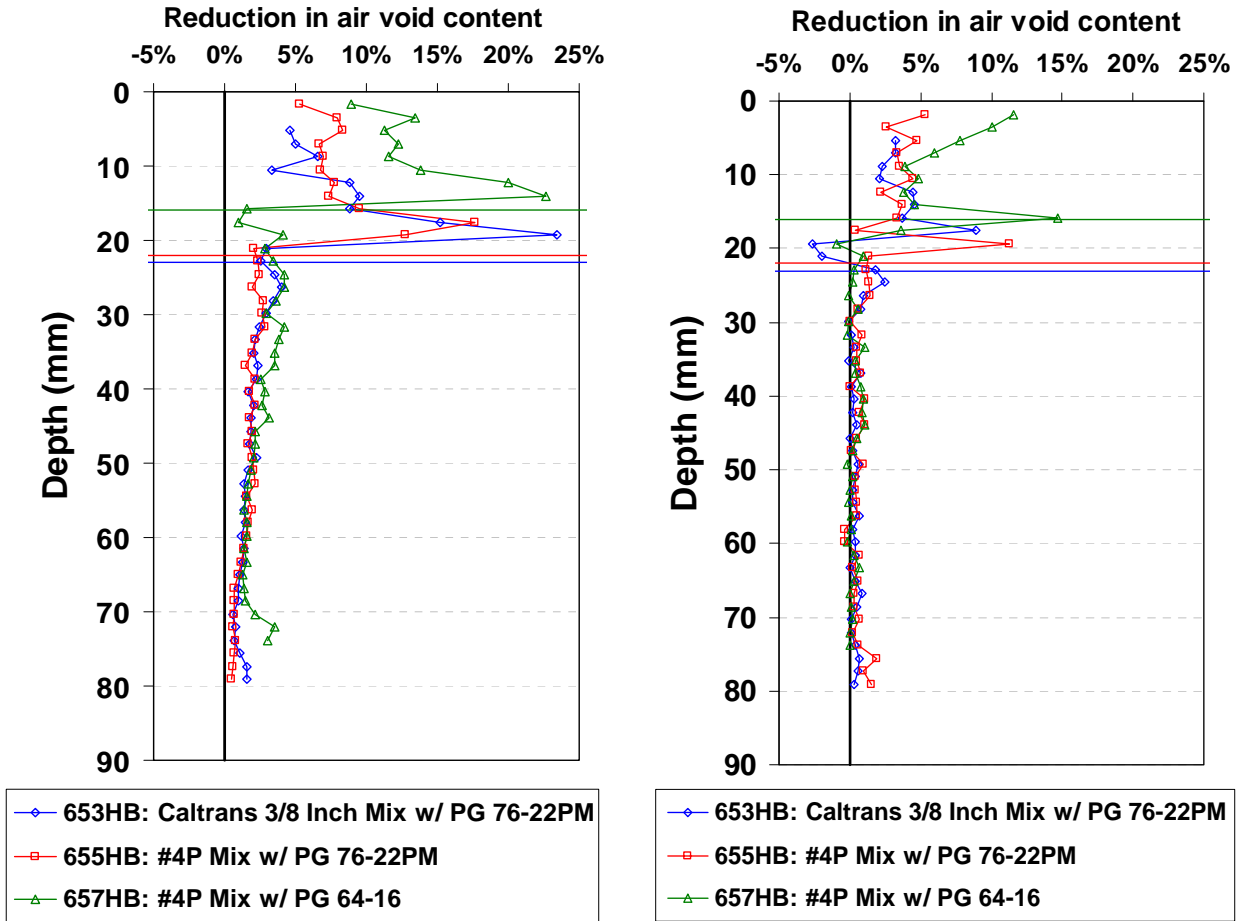 Reduction in air void content
-5% 0% 5% 10% 15% 20% 25%
0
10
20
30
40
50
60
70
80
90
Depth (mm)
653HB: Caltrans 3/8 Inch Mix w/ PG 76-22PM
655HB: #4P Mix w/ PG 76-22PM
657HB: #4P Mix w/ PG 64-16
Reduction in air void content
-5% 0% 5% 10% 15% 20% 25%
0
10
20
30
40
50
60
70
80
90
Depth (mm)
653HB: Caltrans 3/8 Inch Mix w/ PG 76-22PM
655HB: #4P Mix w/ PG 76-22PM
657HB: #4P Mix w/ PG 64-16